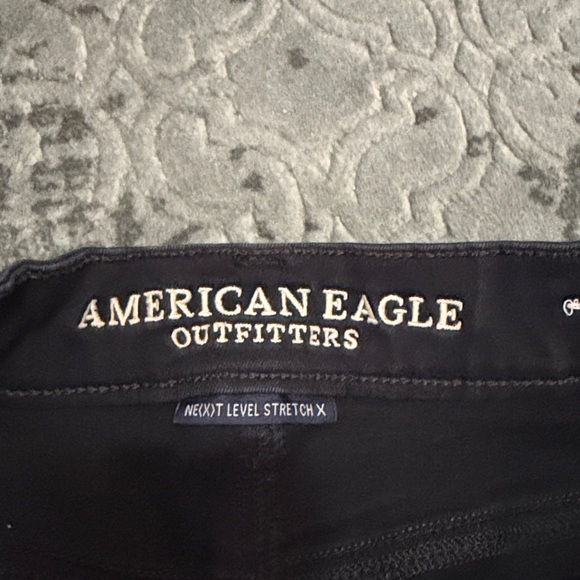 AMERICAN EAGLE
OUTFITTERS
NE(X)T LEVEL STRETCH X